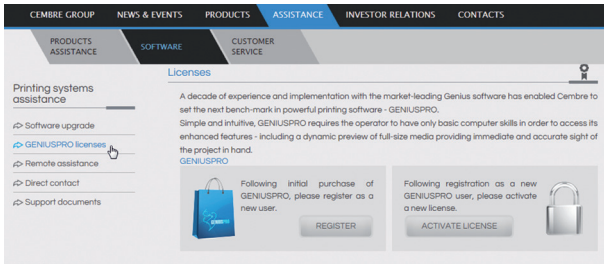 CEMBRE GROUP NEWS & EVENTS PRODUCTS ASSISTANCE INVESTOR RELATIONS CONTACTS
PRODUCTS
ASSISTANCE
SOFTWARE
CUSTOMER
SERVICE
Printing systems
assistance
Software upgrade
GENIUSPRO licenses
Remote assistance
Direct contact
Support documents
Licenses
A decade of experience and implementation with the market-leading Genius software has enabled Cembre to
set the next bench-mark in powerful printing software - GENIUSPRO.
Simple and intuitive, GENIUSPRO requires the operator to have only basic computer skills in order to access its
enhanced features - including a dynamic preview of full-size media providing immediate and accurate sight of
the project in hand.
GENIUSPRO
GENIUSPRO
Following initial purchase of
GENIUSPRO, please register as a
new user.
REGISTER
Following registration as a new
GENIUSPRO user, please activate
a new license.
ACTIVATE LICENSE